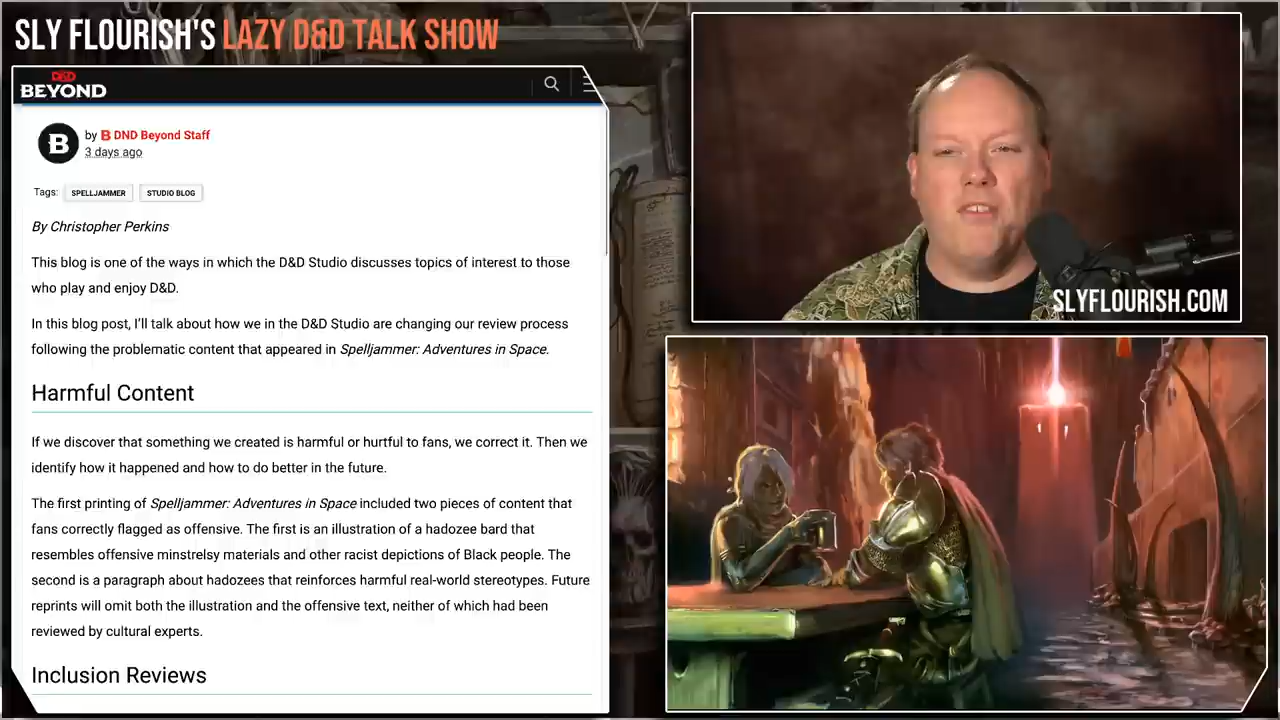 SLY FLOURISH'S LAZY D&D TALK SHOW
D&D
BEYOND
B
by B DND Beyond Staff
3 days ago
Tags: SPELLJAMMER STUDIO BLOG
By Christopher Perkins
This blog is one of the ways in which the D&D Studio discusses topics of interest to those
who play and enjoy D&D.
In this blog post, I'll talk about how we in the D&D Studio are changing our review process
following the problematic content that appeared in Spelljammer: Adventures in Space.
Harmful Content
If we discover that something we created is harmful or hurtful to fans, we correct it. Then we
identify how it happened and how to do better in the future.
The first printing of Spelljammer: Adventures in Space included two pieces of content that
fans correctly flagged as offensive. The first is an illustration of a hadozee bard that
resembles offensive minstrelsy materials and other racist depictions of Black people. The
second is a paragraph about hadozees that reinforces harmful real-world stereotypes. Future
reprints will omit both the illustration and the offensive text, neither of which had been
reviewed by cultural experts.
Inclusion Reviews
SLYFLOURISH.COM